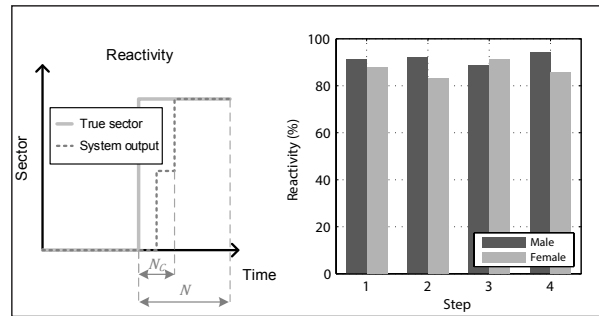 Reactivity
Sector
True sector
System output
Time
N_C
N
Reactivity (%)
100
80
60
40
20
0
Male
Female
1 2 3 4
Step